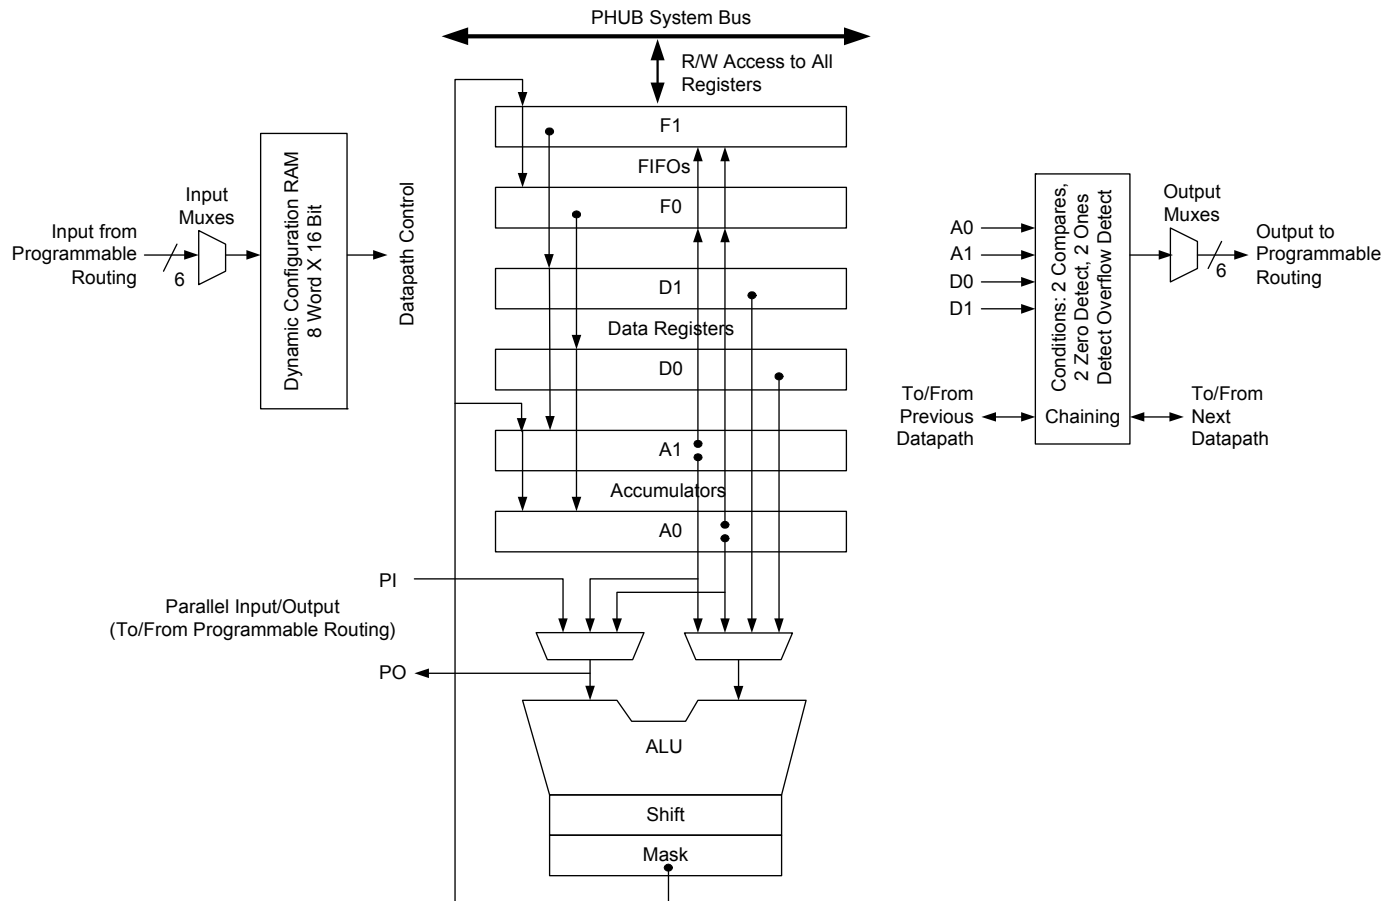 PHUB System Bus
R/W Access to All
Registers
F1
FIFOs
F0
D1
Data Registers
D0
A1
Accumulators
A0
Input from
Programmable
Routing
6
Input
Muxes
Dynamic Configuration RAM
8 Word X 16 Bit
Datapath Control
PI
Parallel Input/Output
(To/From Programmable Routing)
PO
ALU
Shift
Mask
A0
A1
D0
D1
Conditions: 2 Compares,
2 Zero Detect, 2 Ones
Detect Overflow Detect
Chaining
To/From
Previous
Datapath
To/From
Next
Datapath
Output
Muxes
6
Output to
Programmable
Routing